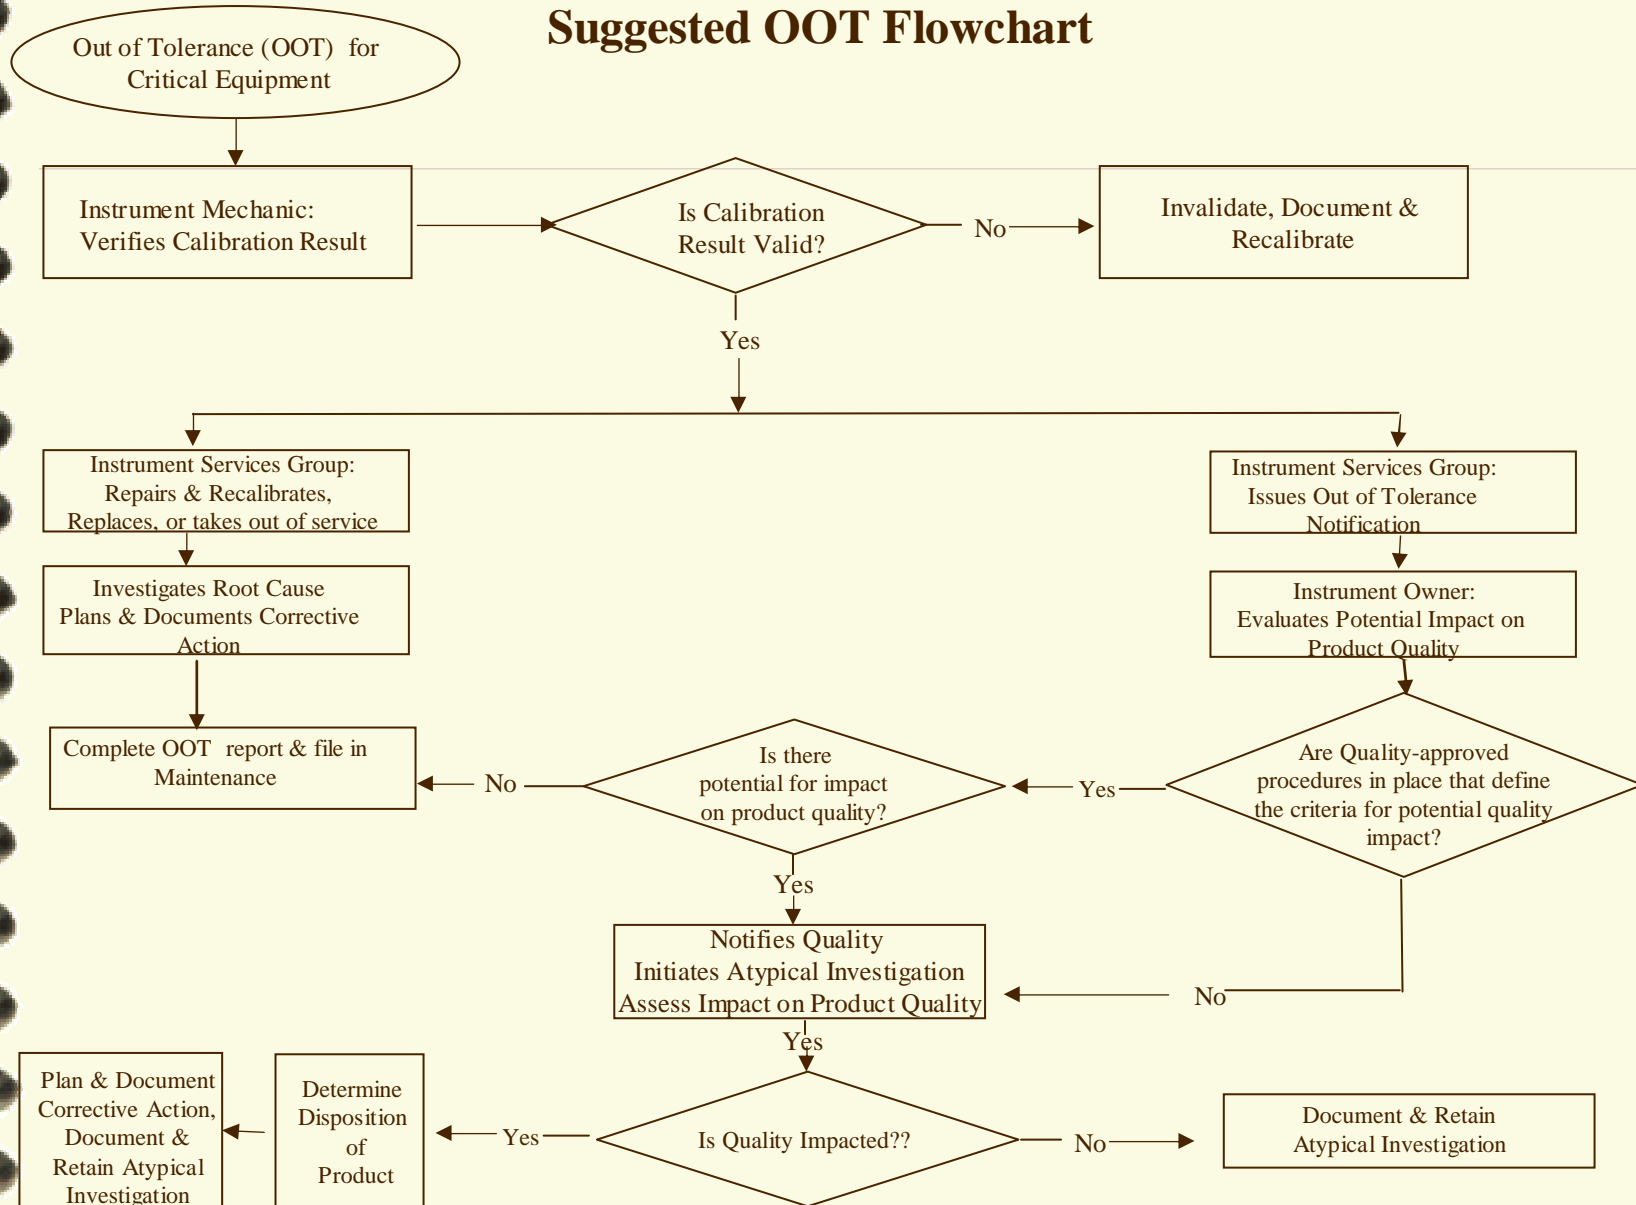 Suggested OOT Flowchart
Out of Tolerance (OOT) for
Critical Equipment
Instrument Mechanic:
Verifies Calibration Result
Is Calibration
Result Valid?
No
Invalidate, Document &
Recalibrate
Yes
Instrument Services Group:
Repairs & Recalibrates,
Replaces, or takes out of service
Instrument Services Group:
Issues Out of Tolerance
Notification
Investigates Root Cause
Plans & Documents Corrective
Action
Instrument Owner:
Evaluates Potential Impact on
Product Quality
Complete OOT report & file in
Maintenance
No
Is there
potential for impact
on product quality?
Yes
Are Quality-approved
procedures in place that define
the criteria for potential quality
impact?
Yes
Notifies Quality
Initiates Atypical Investigation
Assess Impact on Product Quality
No
Yes
Plan & Document
Corrective Action,
Document &
Retain Atypical
Investigation
Determine
Disposition
of
Product
Yes
Is Quality Impacted??
No
Document & Retain
Atypical Investigation